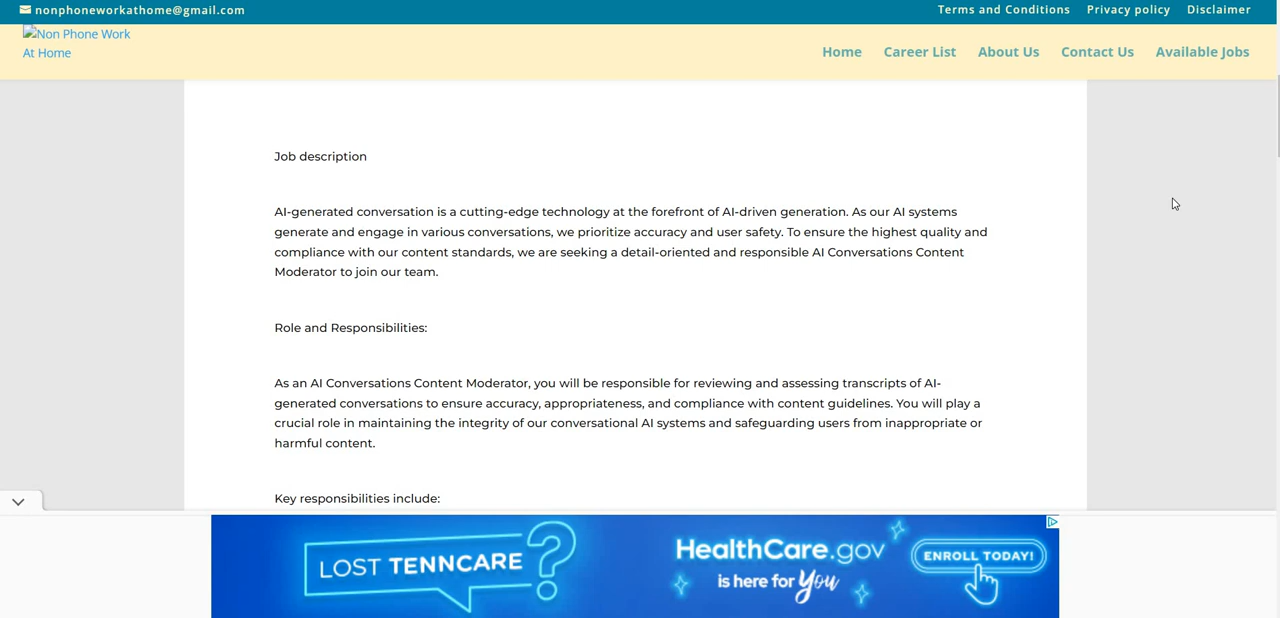 nonphoneworkathome@gmail.com
Terms and Conditions Privacy policy Disclaimer
Non Phone Work
At Home
Home Career List About Us Contact Us Available Jobs
Job description
AI-generated conversation is a cutting-edge technology at the forefront of AI-driven generation. As our AI systems
generate and engage in various conversations, we prioritize accuracy and user safety. To ensure the highest quality and
compliance with our content standards, we are seeking a detail-oriented and responsible AI Conversations Content
Moderator to join our team.
Role and Responsibilities:
As an AI Conversations Content Moderator, you will be responsible for reviewing and assessing transcripts of AI-
generated conversations to ensure accuracy, appropriateness, and compliance with content guidelines. You will play a
crucial role in maintaining the integrity of our conversational AI systems and safeguarding users from inappropriate or
harmful content.
Key responsibilities include:
LOST TENNCARE ?
HealthCare.gov
is here for You
ENROLL TODAY!